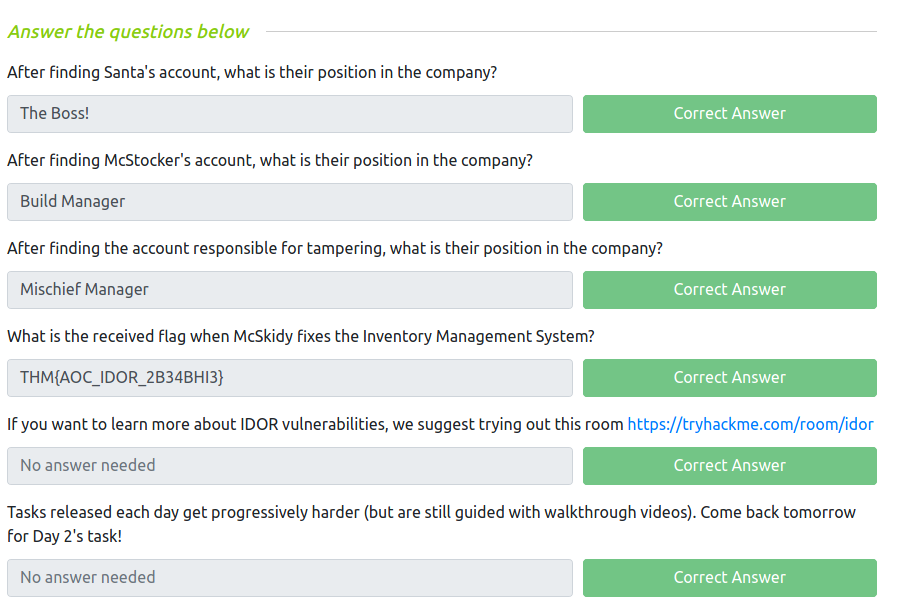 Answer the questions below
After finding Santa's account, what is their position in the company?
The Boss!
Correct Answer
After finding McStocker's account, what is their position in the company?
Build Manager
Correct Answer
After finding the account responsible for tampering, what is their position in the company?
Mischief Manager
Correct Answer
What is the received flag when McSkidy fixes the Inventory Management System?
THM{AOC_IDOR_2B34BHI3}
Correct Answer
If you want to learn more about IDOR vulnerabilities, we suggest trying out this room https://tryhackme.com/room/idor
No answer needed
Correct Answer
Tasks released each day get progressively harder (but are still guided with walkthrough videos). Come back tomorrow
for Day 2's task!
No answer needed
Correct Answer